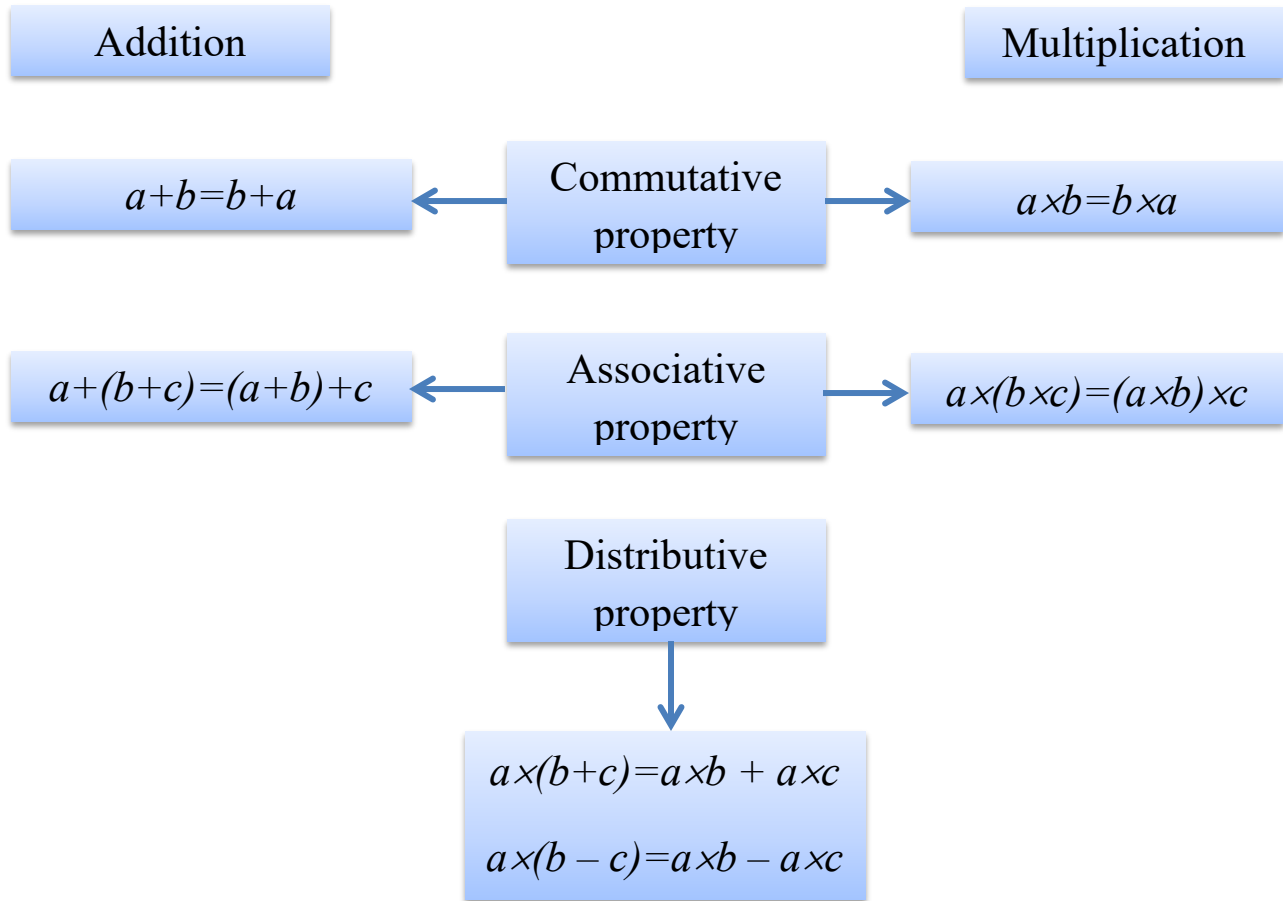 Addition
Multiplication
a+b=b+a
Commutative
property
a×b=b×a
a+(b+c)=(a+b)+c
Associative
property
a×(b×c)=(a×b)×c
Distributive
property
a×(b+c)=a×b + a×c
a×(b – c)=a×b – a×c